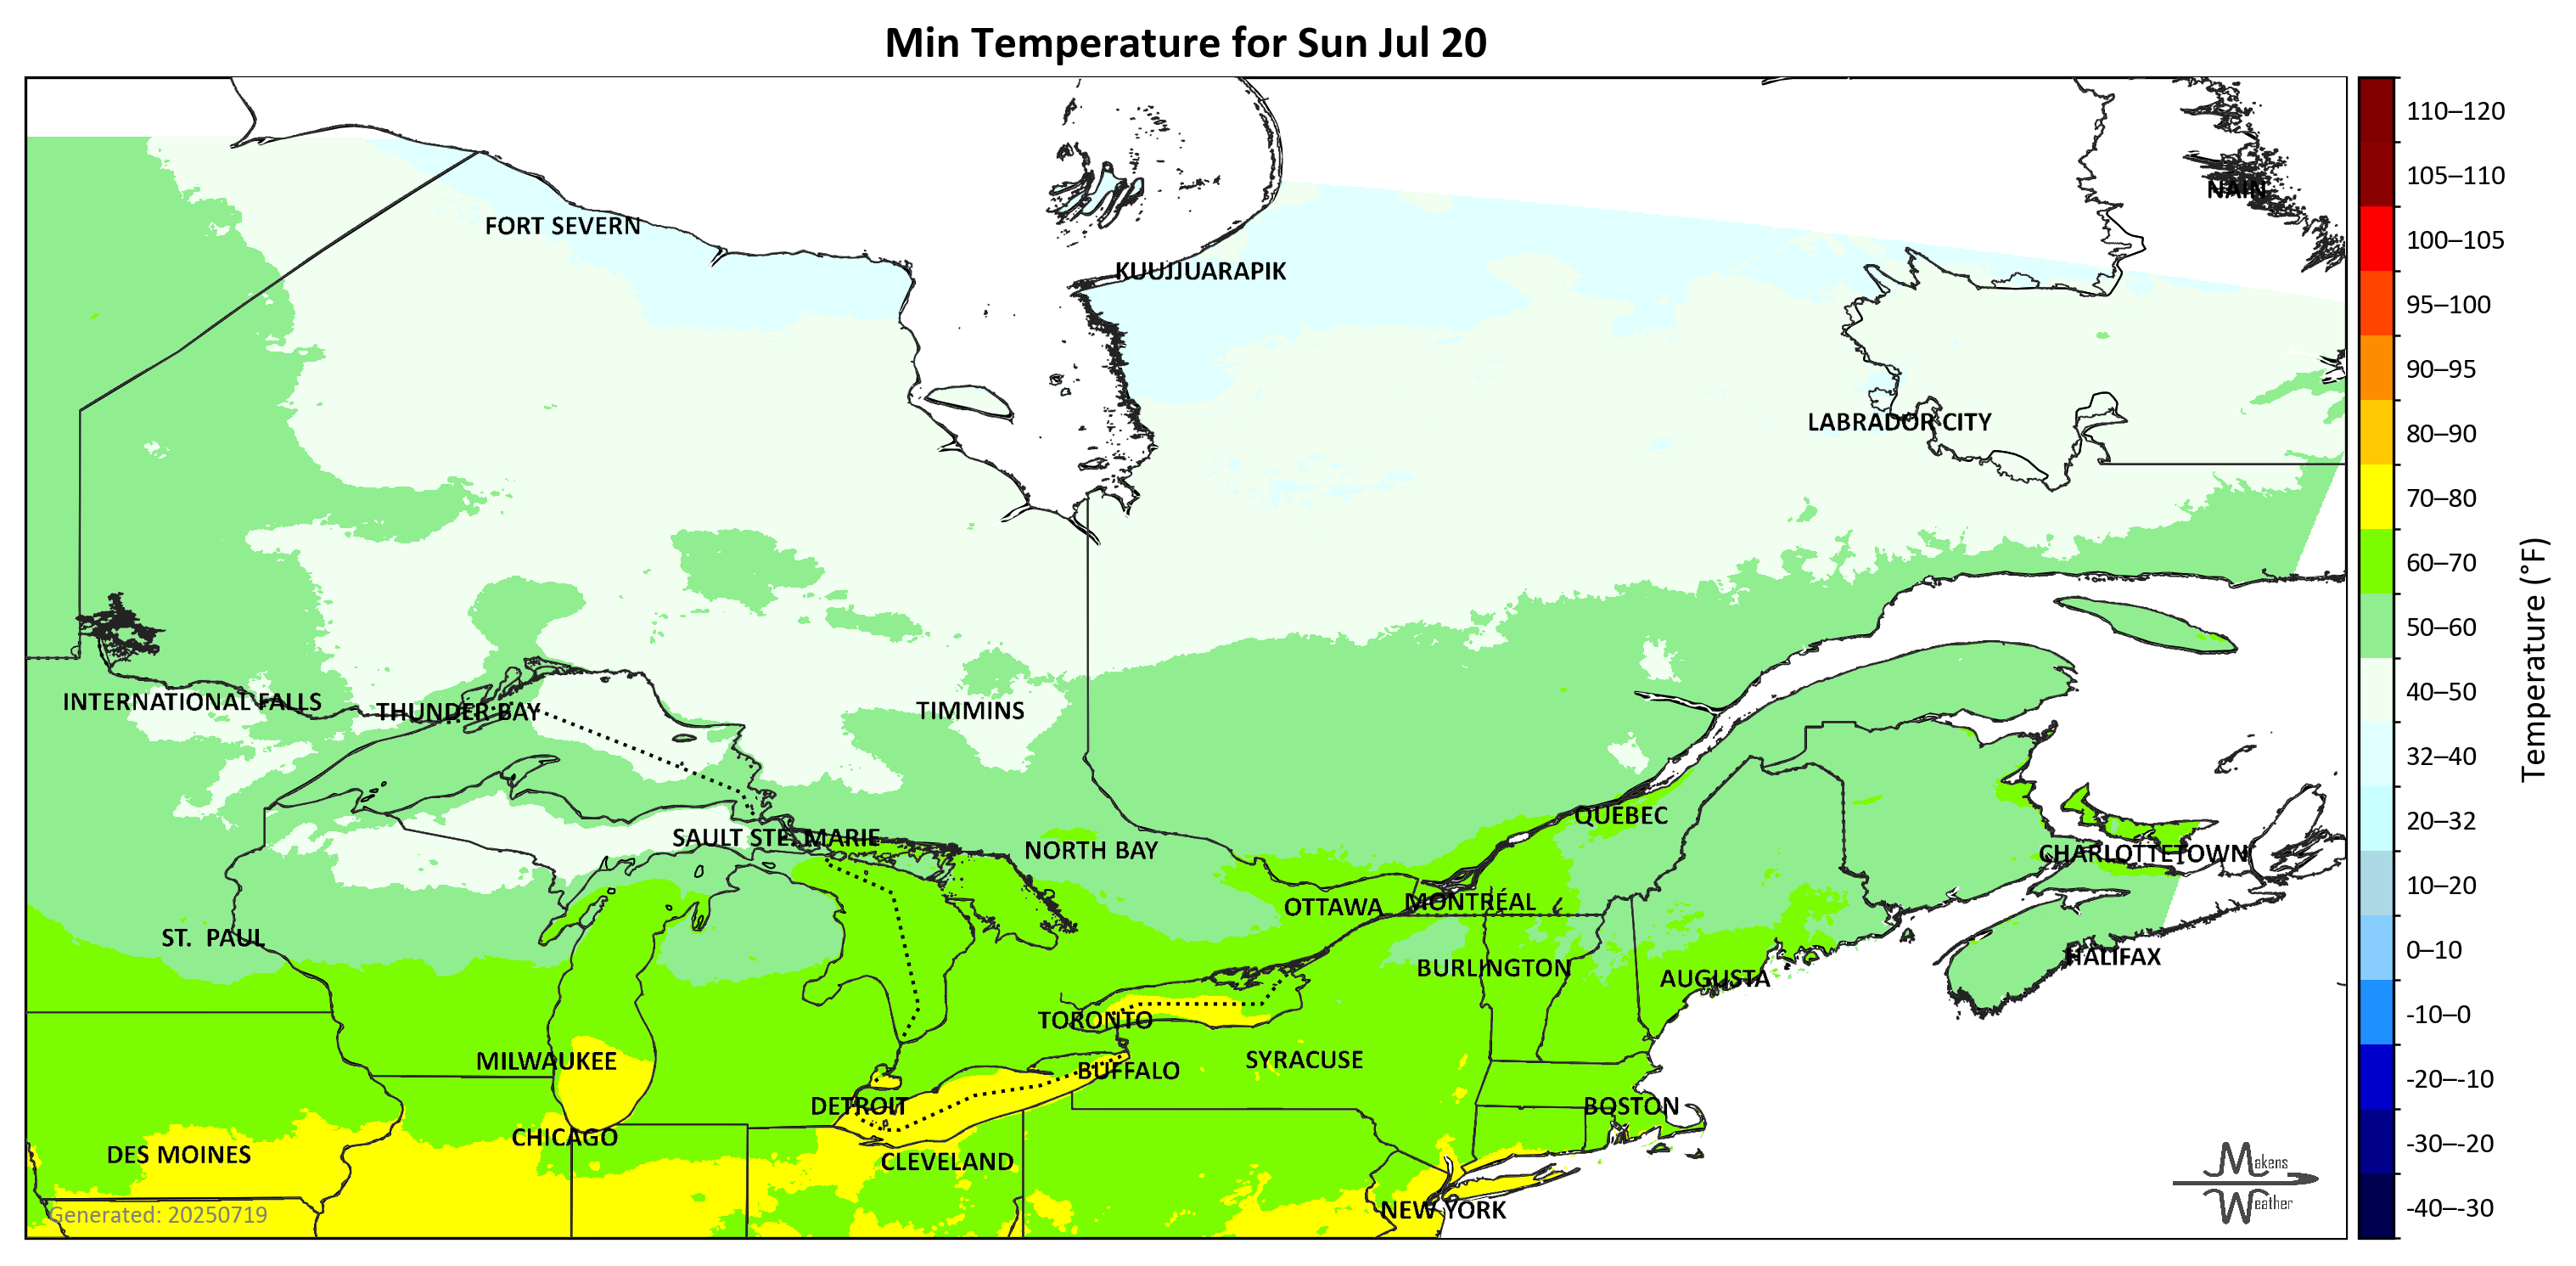 Min Temperature for Sun Jul 20
NAIN
FORT SEVERN
KUUJJUARAPIK
LABRADOR CITY
INTERNATIONAL FALLS
THUNDER BAY
TIMMINS
QUÉBEC
SAULT STE. MARIE
NORTH BAY
CHARLOTTETOWN
OTTAWA
MONTRÉAL
ST. PAUL
HALIFAX
BURLINGTON
AUGUSTA
TORONTO
MILWAUKEE
SYRACUSE
BUFFALO
DETROIT
BOSTON
CHICAGO
DES MOINES
CLEVELAND
NEW YORK
Generated: 20250719
Makens
Weather
110–120
105–110
100–105
95–100
90–95
80–90
70–80
60–70
50–60
40–50
32–40
20–32
10–20
0–10
-10–0
-20–-10
-30–-20
-40–-30
Temperature (°F)